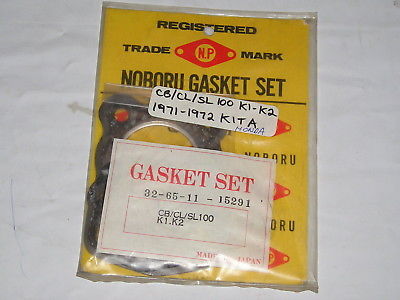 REGISTERED
TRADE N.P MARK
NOBORU GASKET SET
CB/CL/SL 100 K1-K2
1971-1972 KIT A
HONDA
NOBORU
GASKET SET
32-65-11 - 15291
CB/CL/SL100
K1.K2
MADE IN JAPAN